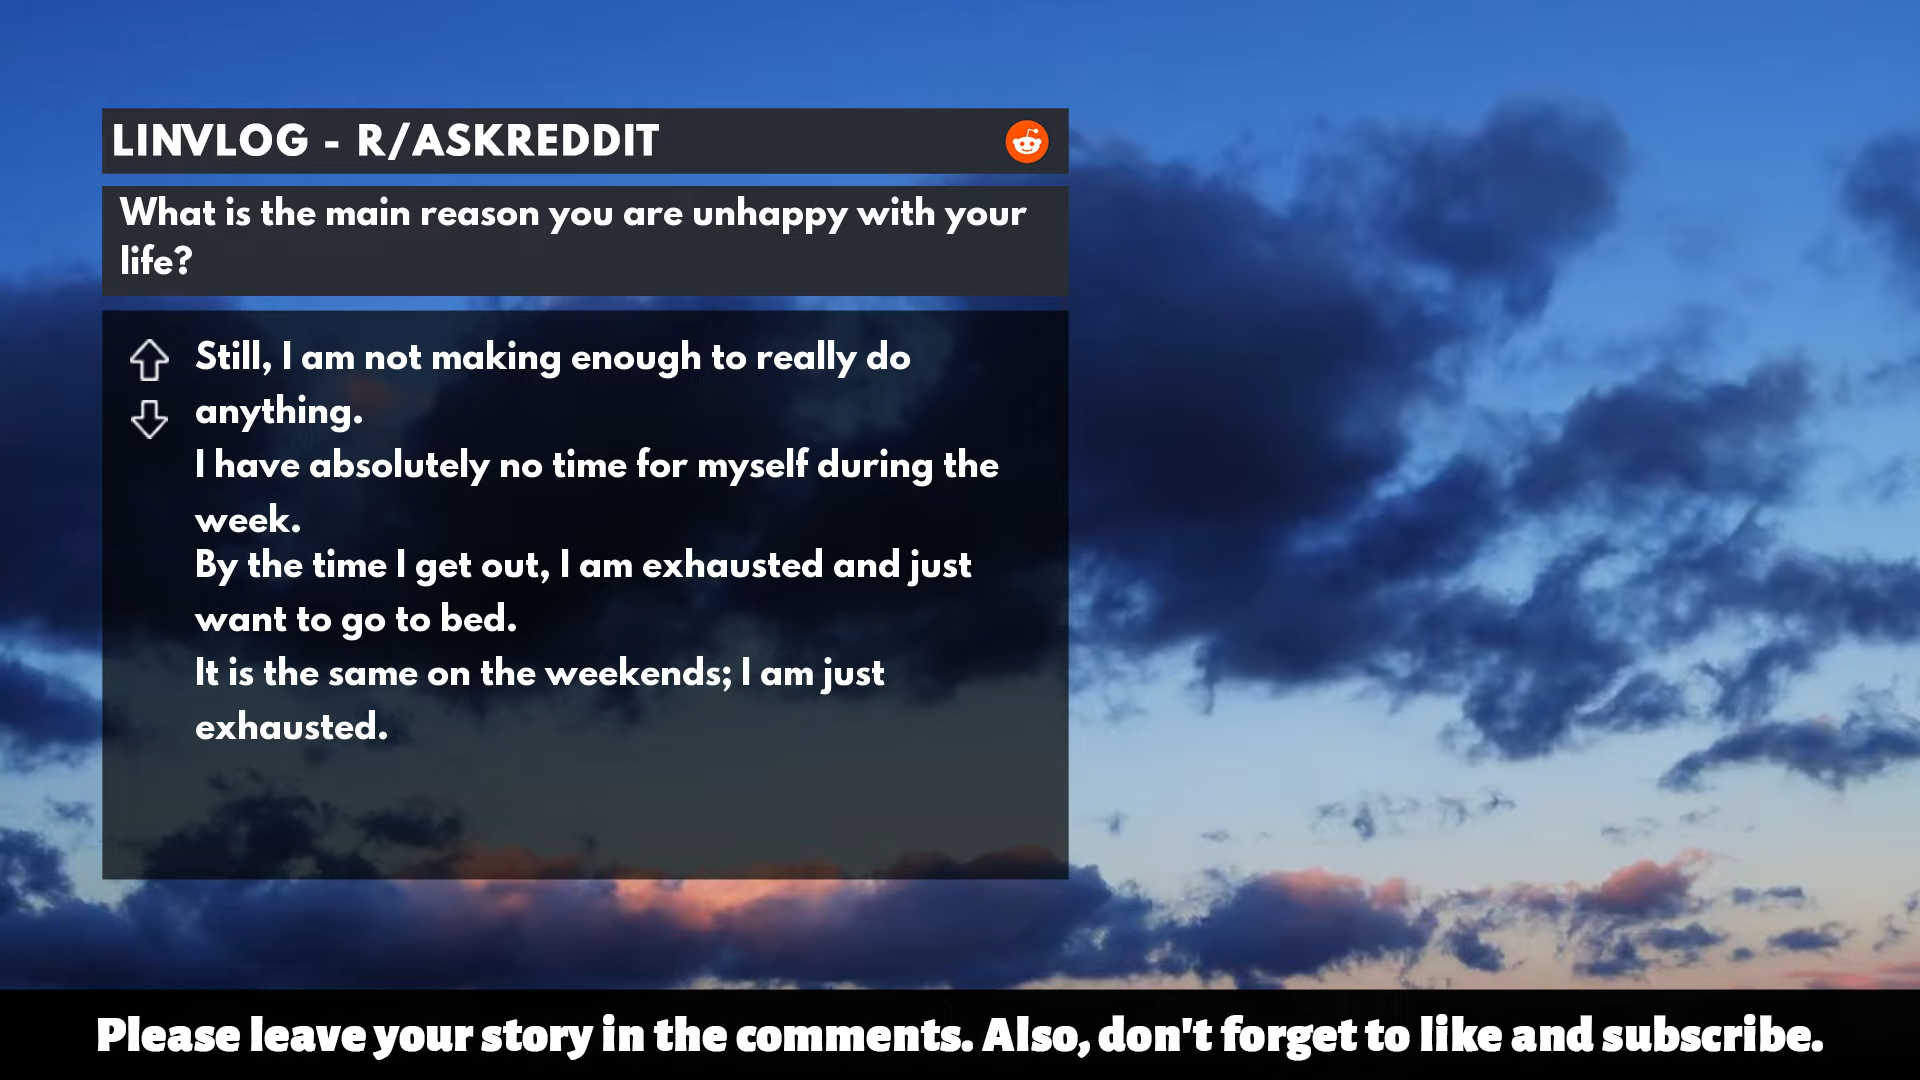 LINVLOG - R/ASKREDDIT
What is the main reason you are unhappy with your
life?
Still, I am not making enough to really do
anything.
I have absolutely no time for myself during the
week.
By the time I get out, I am exhausted and just
want to go to bed.
It is the same on the weekends; I am just
exhausted.
Please leave your story in the comments. Also, don't forget to like and subscribe.